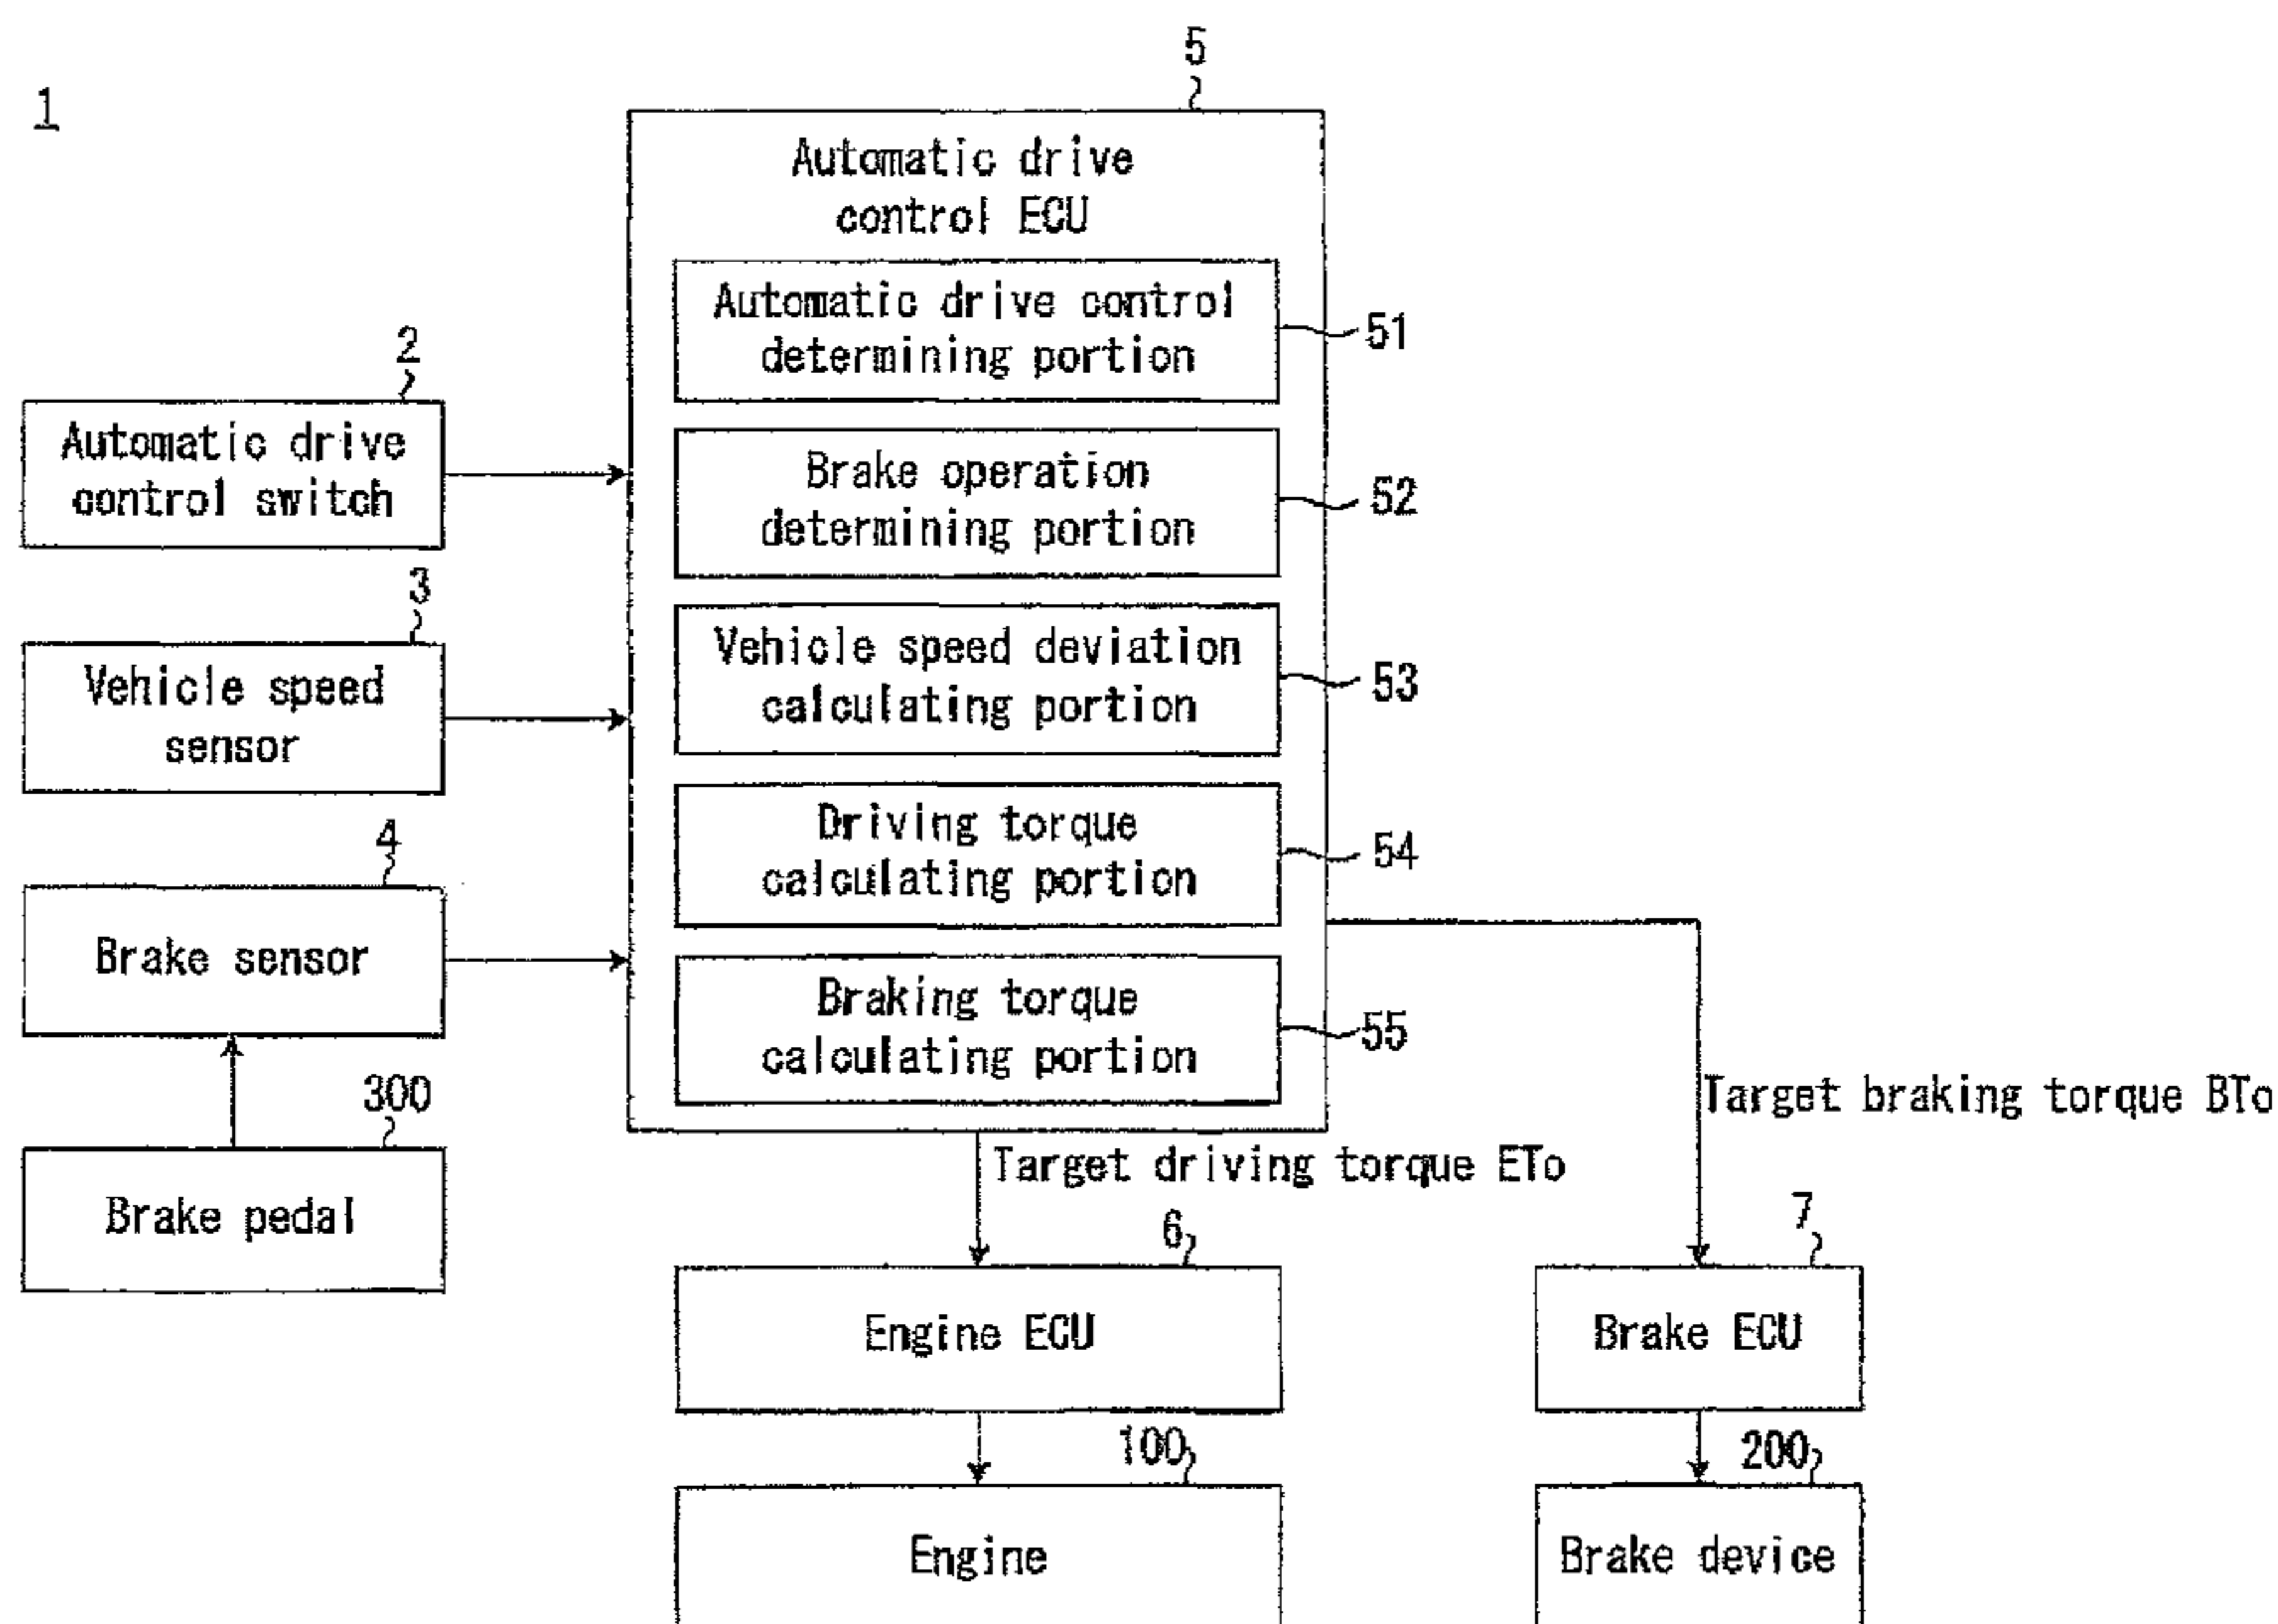 1
5
Automatic drive
control ECU
Automatic drive control
determining portion
51
Brake operation
determining portion
52
Vehicle speed deviation
calculating portion
53
Driving torque
calculating portion
54
Braking torque
calculating portion
55
2
Automatic drive
control switch
3
Vehicle speed
sensor
4
Brake sensor
300
Brake pedal
Target driving torque ETo
Target braking torque BTo
6
Engine ECU
7
Brake ECU
100
Engine
200
Brake device